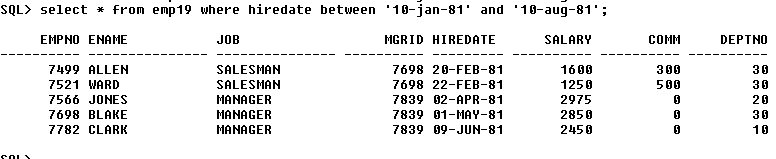 SQL> select * from emp19 where hiredate between '10-jan-81' and '10-aug-81';
EMPNO ENAME JOB MGRID HIREDATE SALARY COMM DEPTNO
---------- -------------------- -------------------- ---------- --------- ---------- ---------- ----------
7499 ALLEN SALESMAN 7698 20-FEB-81 1600 300 30
7521 WARD SALESMAN 7698 22-FEB-81 1250 500 30
7566 JONES MANAGER 7839 02-APR-81 2975 0 20
7698 BLAKE MANAGER 7839 01-MAY-81 2850 0 30
7782 CLARK MANAGER 7839 09-JUN-81 2450 0 10
SQL>